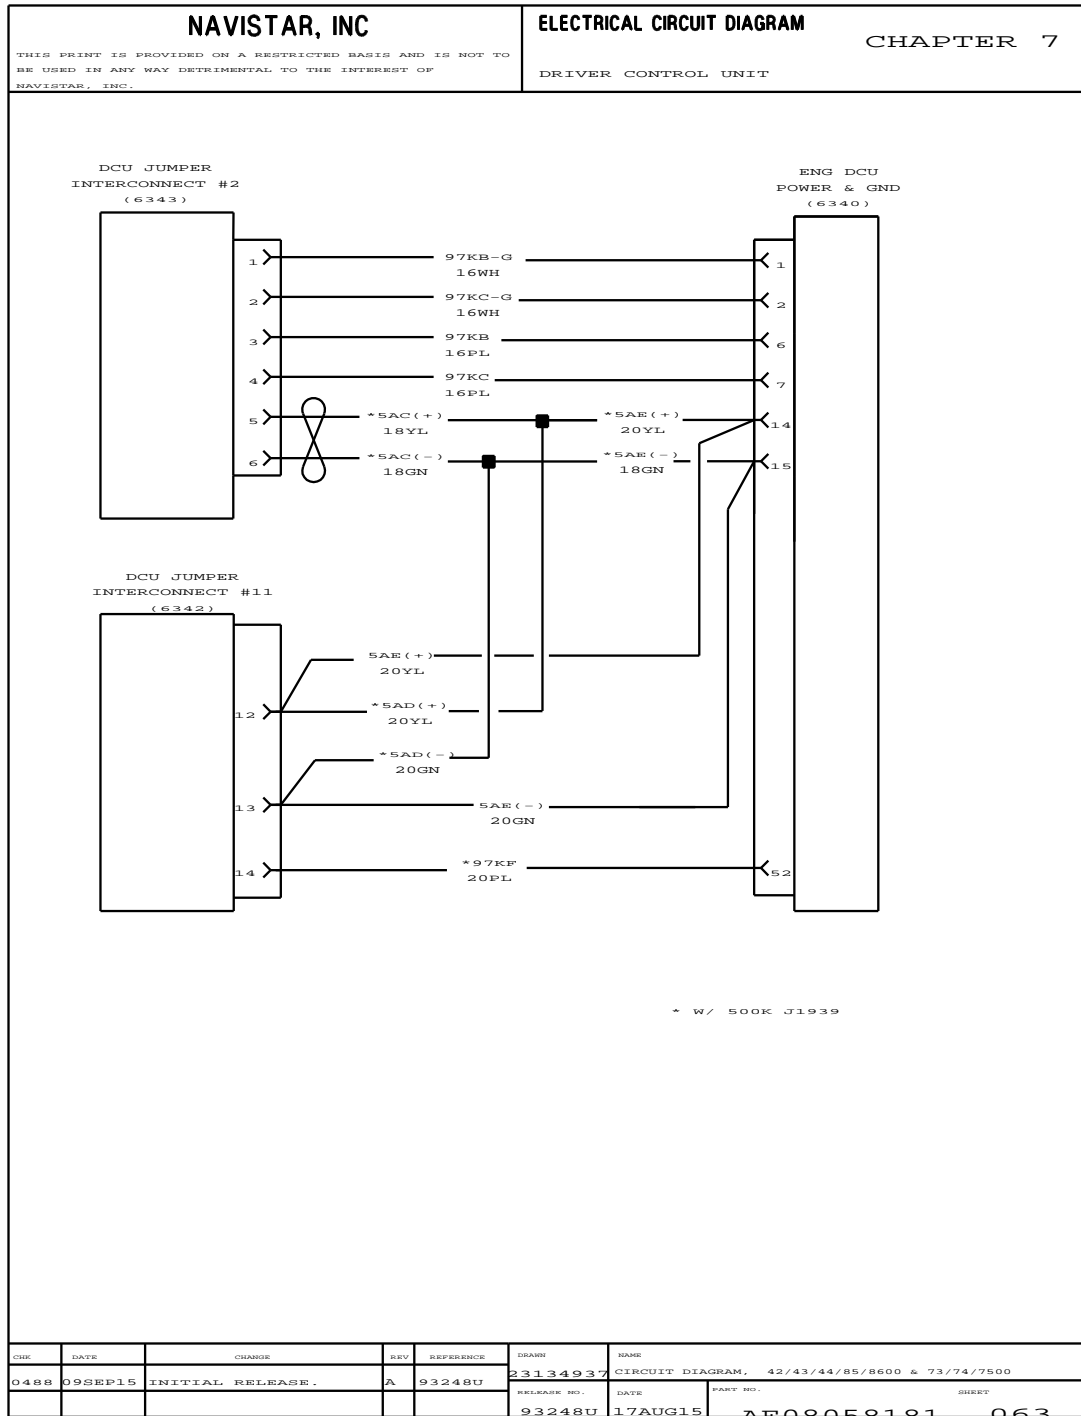 NAVISTAR, INC
THIS PRINT IS PROVIDED ON A RESTRICTED BASIS AND IS NOT TO
BE USED IN ANY WAY DETRIMENTAL TO THE INTEREST OF
NAVISTAR, INC.
ELECTRICAL CIRCUIT DIAGRAM
CHAPTER 7
DRIVER CONTROL UNIT
DCU JUMPER
INTERCONNECT #2
(6343)
ENG DCU
POWER & GND
(6340)
1
97KB-G
16WH
1
2
97KC-G
16WH
2
3
97KB
16PL
6
4
97KC
16PL
7
5
*5AC(+)
18YL
*5AE(+)
20YL
14
6
*5AC(-)
18GN
*5AE(-)
18GN
15
DCU JUMPER
INTERCONNECT #11
(6342)
5AE(+)
20YL
12
*5AD(+)
20YL
*5AD(-)
20GN
13
5AE(-)
20GN
14
*97KF
20PL
52
* W/ 500K J1939
CHK DATE CHANGE REV REFERENCE
0488 09SEP15 INITIAL RELEASE. A 93248U
DRAWN
23134937
NAME
CIRCUIT DIAGRAM, 42/43/44/85/8600 & 73/74/7500
RELEASE NO.
93248U
DATE
17AUG15
PART NO.
AE08058181
SHEET
063